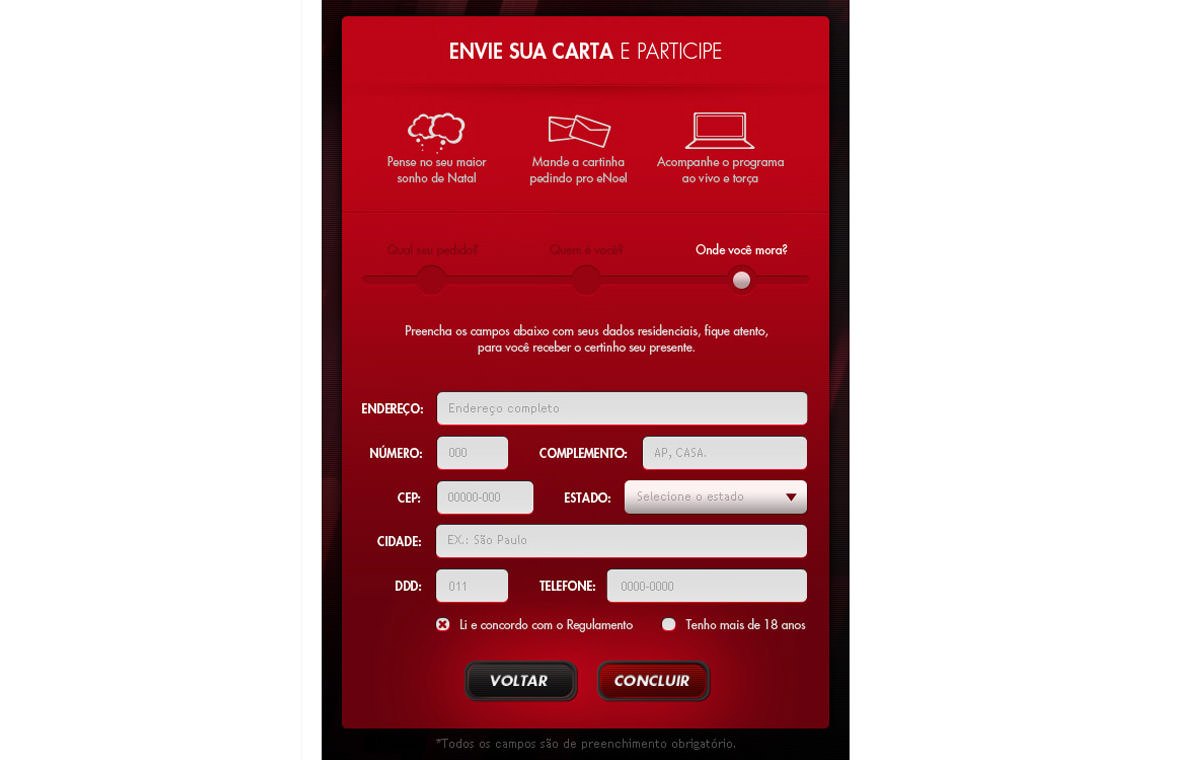 ENVIE SUA CARTA E PARTICIPE
Pense no seu maior
sonho de Natal
Mande a cartinha
pedindo pro eNoel
Acompanhe o programa
ao vivo e torça
Qual seu pedido?
Quem é você?
Onde você mora?
Preencha os campos abaixo com seus dados residenciais, fique atento,
para você receber o certinho seu presente.
ENDEREÇO: Endereço completo
NÚMERO: 000 COMPLEMENTO: AP, CASA.
CEP: 00000-000 ESTADO: Selecione o estado
CIDADE: EX.: São Paulo
DDD: 011 TELEFONE: 0000-0000
Li e concordo com o Regulamento Tenho mais de 18 anos
VOLTAR CONCLUIR
*Todos os campos são de preenchimento obrigatório.